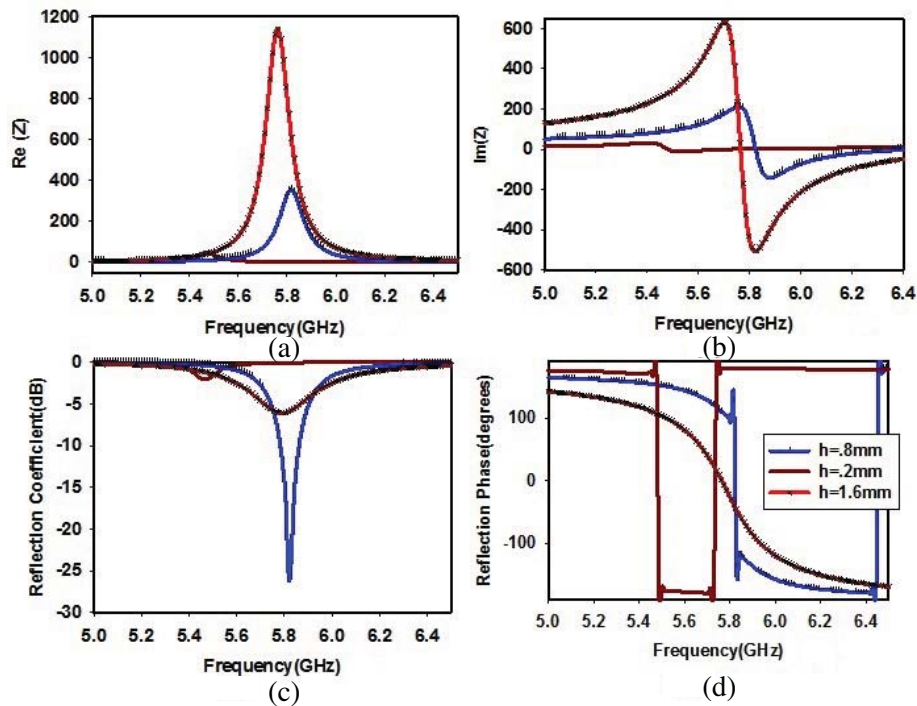 1200
1000
800
600
400
200
0
Re (Z)
5.0 5.2 5.4 5.6 5.8 6.0 6.2 6.4
Frequency(GHz)
(a)
600
400
200
0
-200
-400
-600
Im(Z)
5.0 5.2 5.4 5.6 5.8 6.0 6.2 6.4
Frequency(GHz)
(b)
0
-5
-10
-15
-20
-25
-30
Reflection Coefficient(dB)
5.0 5.2 5.4 5.6 5.8 6.0 6.2 6.4
Frequency(GHz)
(c)
100
0
-100
Reflection Phase(degrees)
h=.8mm
h=.2mm
h=1.6mm
5.0 5.2 5.4 5.6 5.8 6.0 6.2 6.4
Frequency(GHz)
(d)